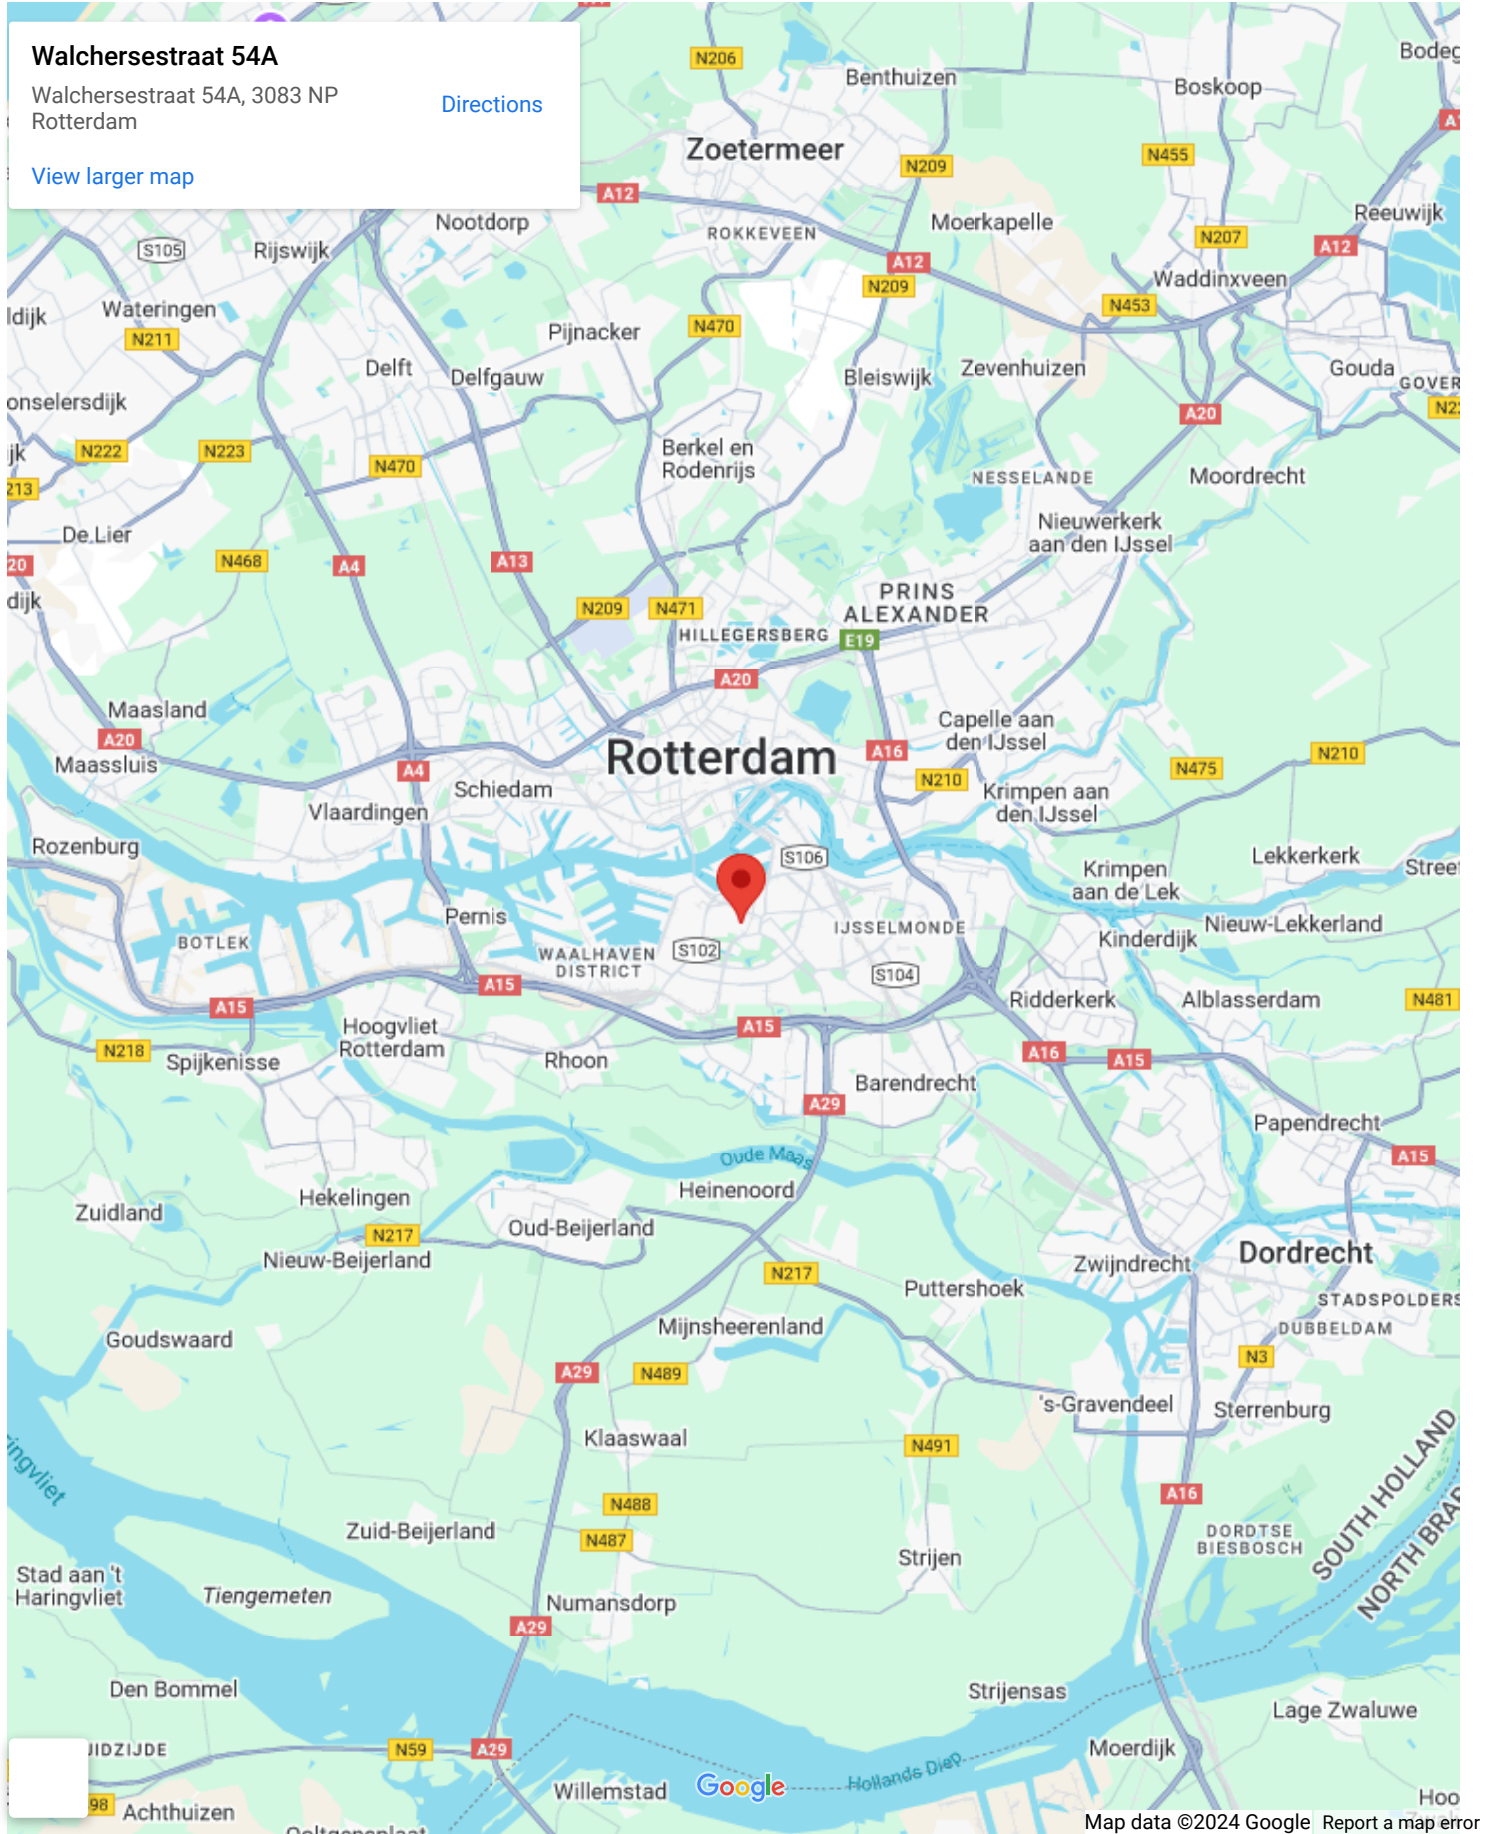 Walchersestraat 54A
Walchersestraat 54A, 3083 NP
Rotterdam
Directions
View larger map
N206
Benthuizen
Boskoop
Zoetermeer
N209
N455
A12
Nootdorp
Moerkapelle
Reeuwijk
S105
Rijswijk
ROKKEVEEN
N207
A12
A12
N209
Waddinxveen
Wateringen
N453
N211
Pijnacker
N470
Delft
Delfgauw
Bleiswijk
Zevenhuizen
Gouda
A20
N222
N223
N470
Berkel en
Rodenrijs
NESSELANDE
Moordrecht
De Lier
Nieuwerkerk
aan den IJssel
N468
A4
A13
PRINS
ALEXANDER
N209
N471
HILLEGERSBERG
E19
A20
Maasland
A20
Capelle aan
den IJssel
Rotterdam
A16
N210
Maassluis
A4
N475
N210
Schiedam
Krimpen aan
den IJssel
Vlaardingen
Rozenburg
S106
Lekkerkerk
Krimpen
aan de Lek
Pernis
Nieuw-Lekkerland
BOTLEK
IJSSELMONDE
Kinderdijk
WAALHAVEN
DISTRICT
S102
S104
A15
A15
Ridderkerk
Alblasserdam
N481
Hoogvliet
Rotterdam
A15
N218
Spijkenisse
Rhoon
A16
A15
Barendrecht
A29
Papendrecht
Oude Maas
A15
Heinenoord
Hekelingen
Zuidland
Oud-Beijerland
N217
Nieuw-Beijerland
Dordrecht
Zwijndrecht
N217
Puttershoek
STADSPOLDERS
Mijnsheerenland
DUBBELDAM
Goudswaard
N3
A29
N489
's-Gravendeel
Sterrenburg
Klaaswaal
N491
A16
N488
Zuid-Beijerland
N487
DORDTSE
BIESBOSCH
SOUTH HOLLAND
Strijen
Stad aan 't
Haringvliet
Tiengemeten
Numansdorp
A29
Den Bommel
Strijensas
Lage Zwaluwe
N59
A29
Moerdijk
Willemstad
Google
Hollands Diep
Achthuizen
Map data ©2024 Google
Report a map error